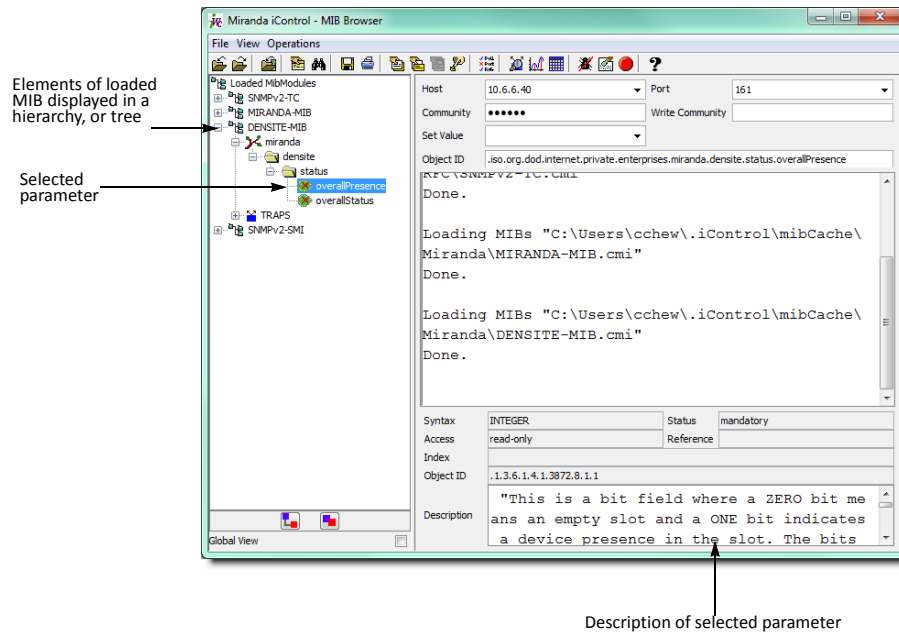 Miranda iControl - MIB Browser
File View Operations
Elements of loaded
MIB displayed in a
hierarchy, or tree
Selected
parameter
Loaded MibModules
SNMPv2-TC
MIRANDA-MIB
DENSITE-MIB
miranda
densite
status
overallPresence
overallStatus
TRAPS
SNMPv2-SMI
Global View
Host 10.6.6.40 Port 161
Community ●●●●●● Write Community
Set Value
Object ID .iso.org.dod.internet.private.enterprises.miranda.densite.status.overallPresence
RFC\SNMPv2-TC.cmi"
Done.
Loading MIBs "C:\Users\cchew\.iControl\mibCache\
Miranda\MIRANDA-MIB.cmi"
Done.
Loading MIBs "C:\Users\cchew\.iControl\mibCache\
Miranda\DENSITE-MIB.cmi"
Done.
Syntax INTEGER Status mandatory
Access read-only Reference
Index
Object ID .1.3.6.1.4.1.3872.8.1.1
Description
"This is a bit field where a ZERO bit me
ans an empty slot and a ONE bit indicates
a device presence in the slot. The bits
Description of selected parameter